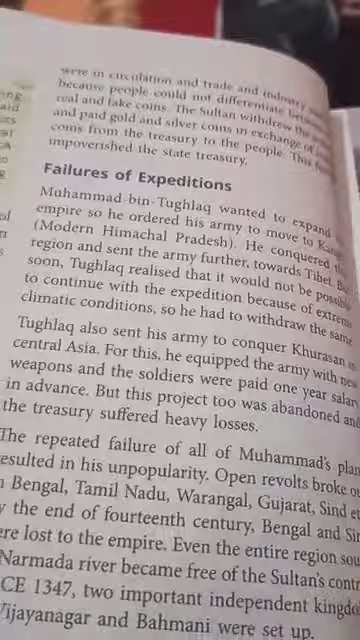 were in circulation and trade and industry
because people could not differentiate
real and fake coins. The Sultan withdrew the
and paid gold and silver coins in exchange of
coins from the treasury to the people. This
impoverished the state treasury.
Failures of Expeditions
Muhammad-bin-Tughlaq wanted to expand
empire so he ordered his army to move to
(Modern Himachal Pradesh). He conquered
region and sent the army further, towards Tibet.
soon, Tughlaq realised that it would not be possible
to continue with the expedition because of extreme
climatic conditions, so he had to withdraw the same
Tughlaq also sent his army to conquer Khurasan in
central Asia. For this, he equipped the army with new
weapons and the soldiers were paid one year salary
in advance. But this project too was abandoned and
the treasury suffered heavy losses.
The repeated failure of all of Muhammad's plan
esulted in his unpopularity. Open revolts broke ou
n Bengal, Tamil Nadu, Warangal, Gujarat, Sind et
y the end of fourteenth century, Bengal and Sin
ere lost to the empire. Even the entire region sou
Narmada river became free of the Sultan's contr
CE 1347, two important independent kingdo
Vijayanagar and Bahmani were set up.